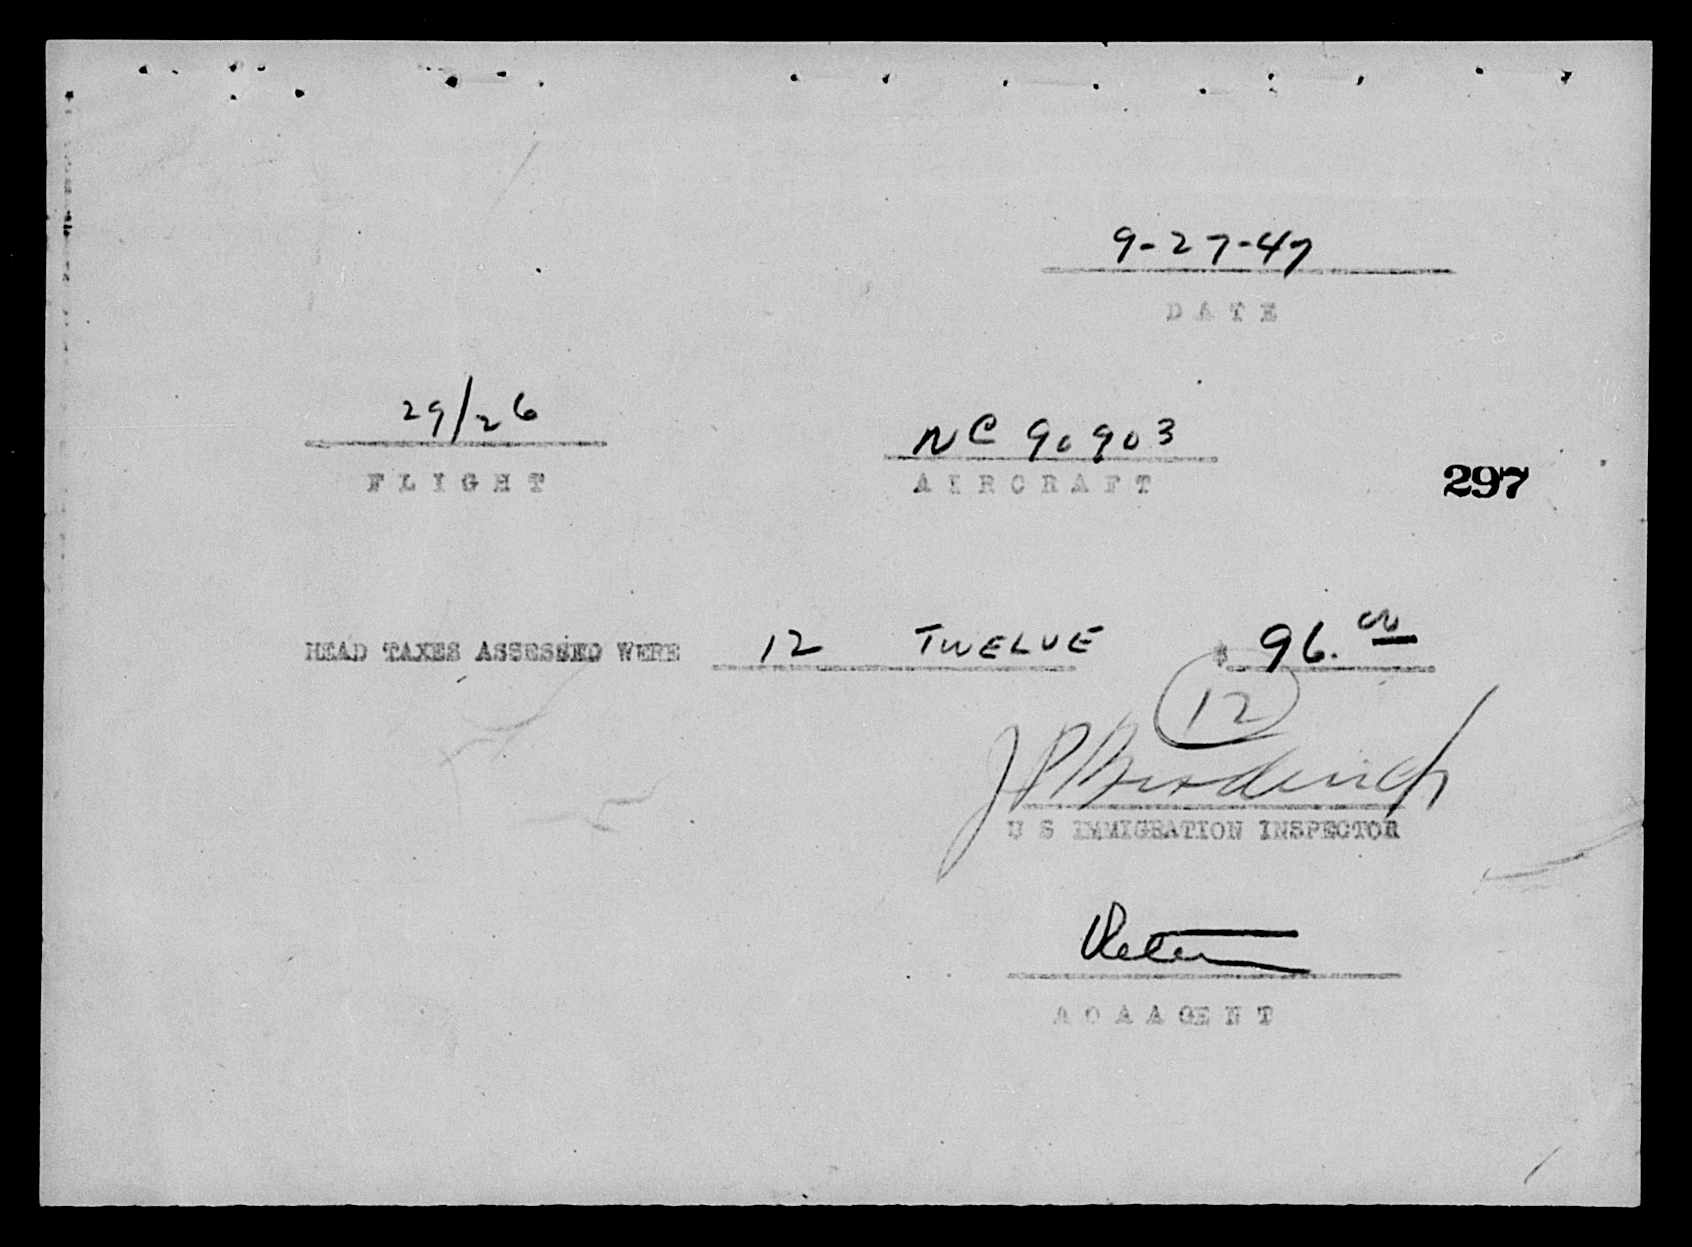 9-27-47
DATE
29/26
NC 90903
FLIGHT
AIRCRAFT
297
HEAD TAXES ASSESSED WERE 12 TWELVE $ 96.00
12
J P Broderick
U S IMMIGRATION INSPECTOR
A O A AGENT